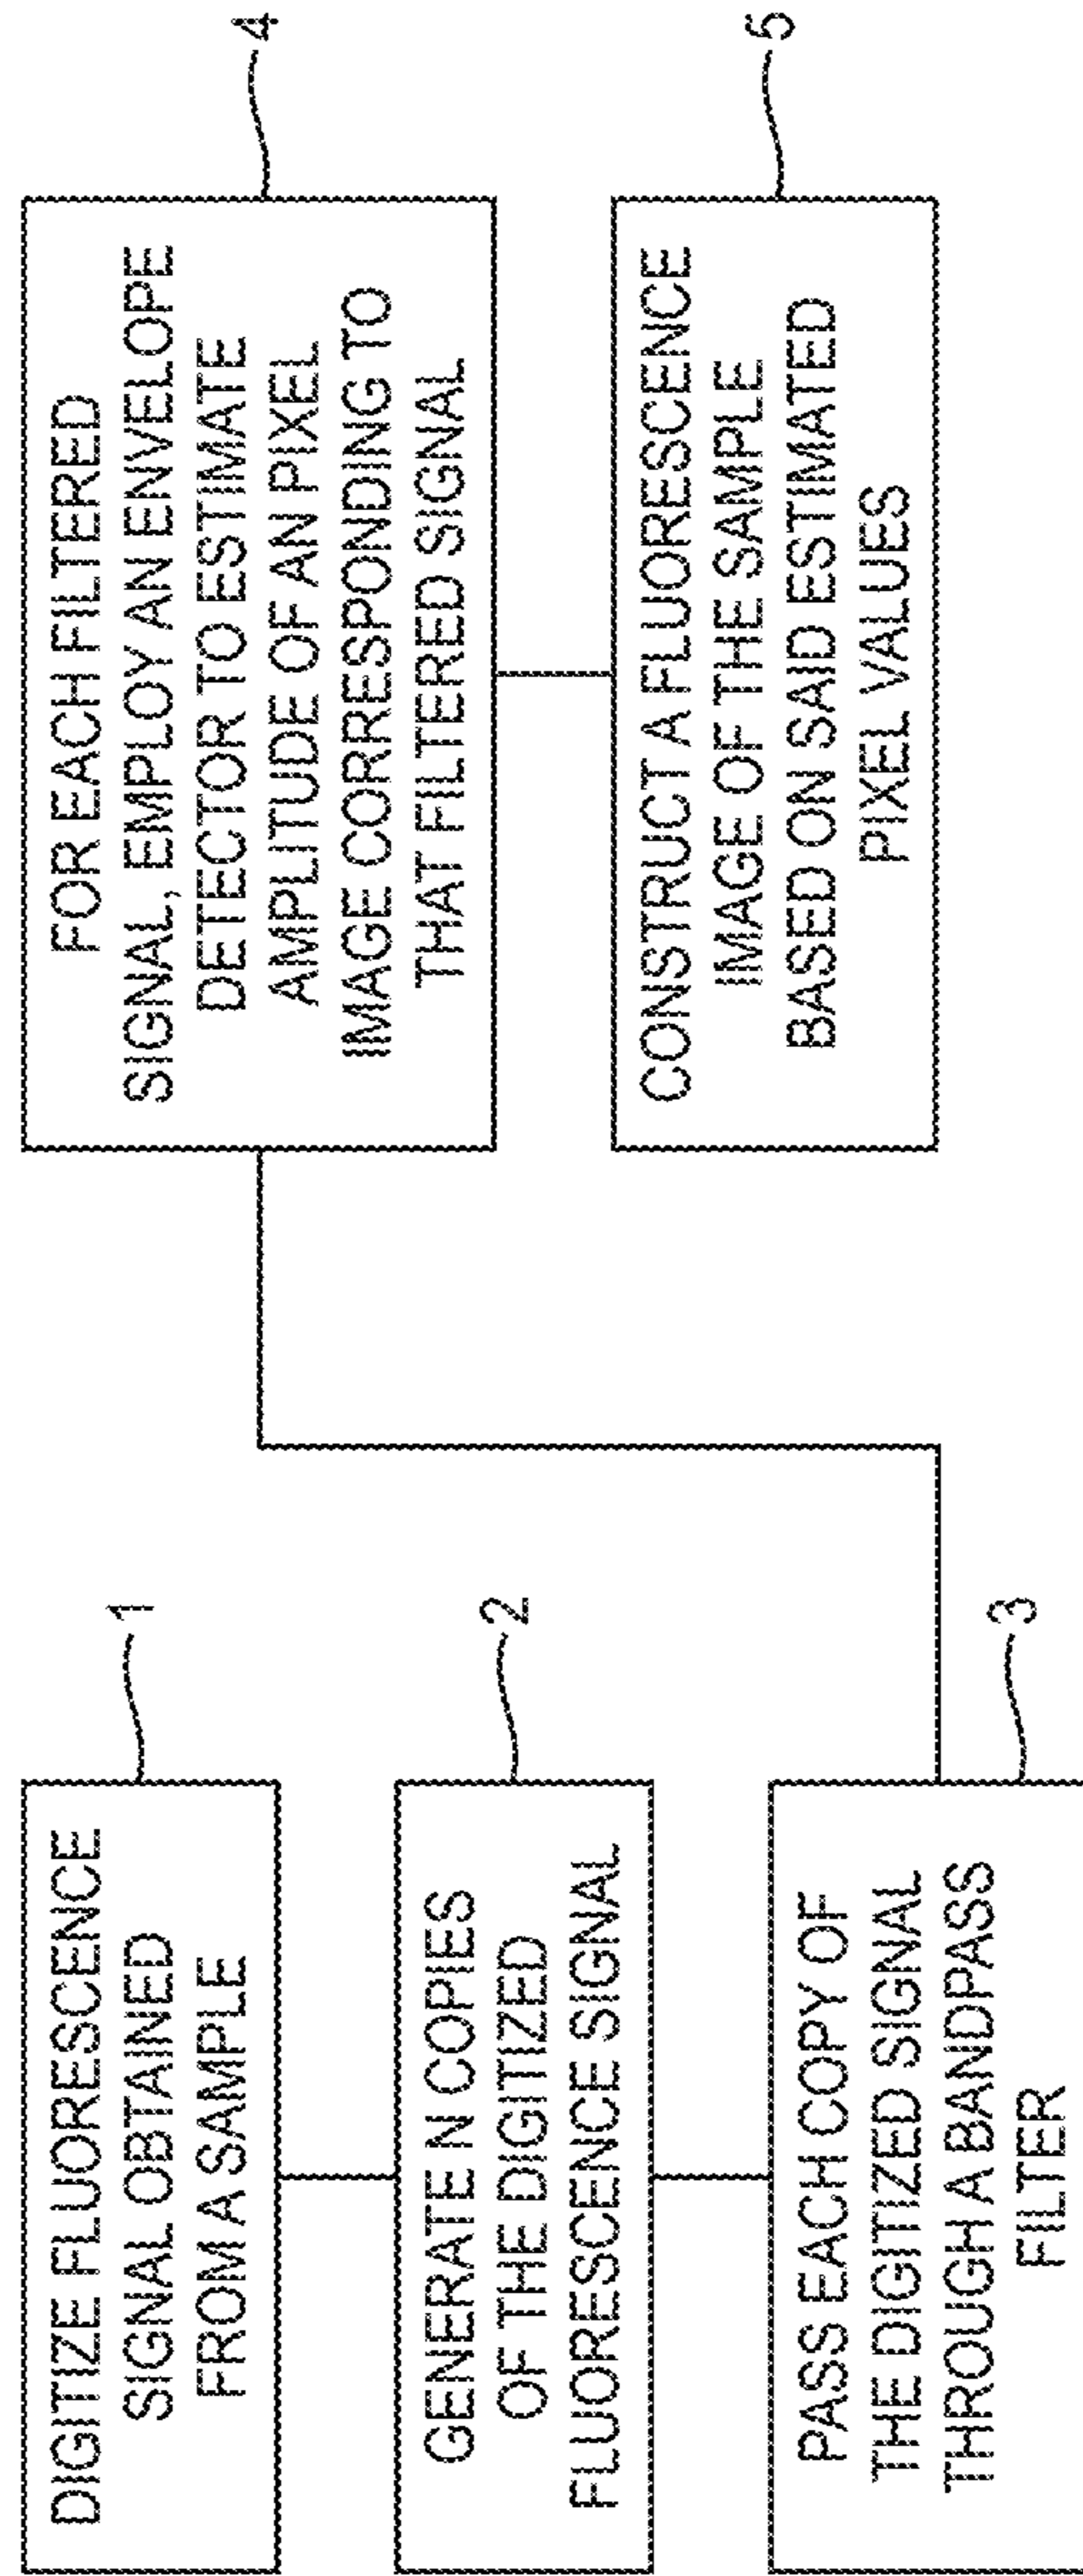 DIGITIZE FLUORESCENCE
SIGNAL OBTAINED
FROM A SAMPLE
1
GENERATE N COPIES
OF THE DIGITIZED
FLUORESCENCE SIGNAL
2
PASS EACH COPY OF
THE DIGITIZED SIGNAL
THROUGH A BANDPASS
FILTER
3
FOR EACH FILTERED
SIGNAL, EMPLOY AN ENVELOPE
DETECTOR TO ESTIMATE
AMPLITUDE OF AN PIXEL
IMAGE CORRESPONDING TO
THAT FILTERED SIGNAL
4
CONSTRUCT A FLUORESCENCE
IMAGE OF THE SAMPLE
BASED ON SAID ESTIMATED
PIXEL VALUES
5